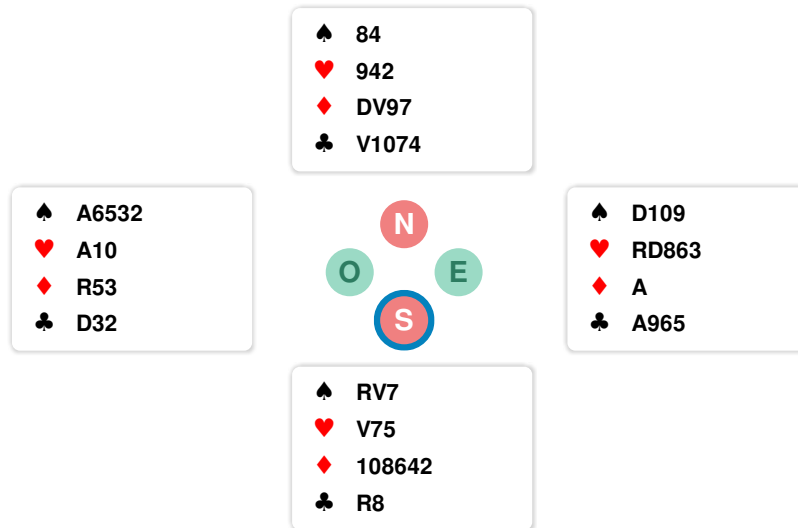 ♠ 84
♥ 942
♦ DV97
♣ V1074
♠ A6532
♥ A10
♦ R53
♣ D32
N
O E
S
♠ D109
♥ RD863
♦ A
♣ A965
♠ RV7
♥ V75
♦ 108642
♣ R8